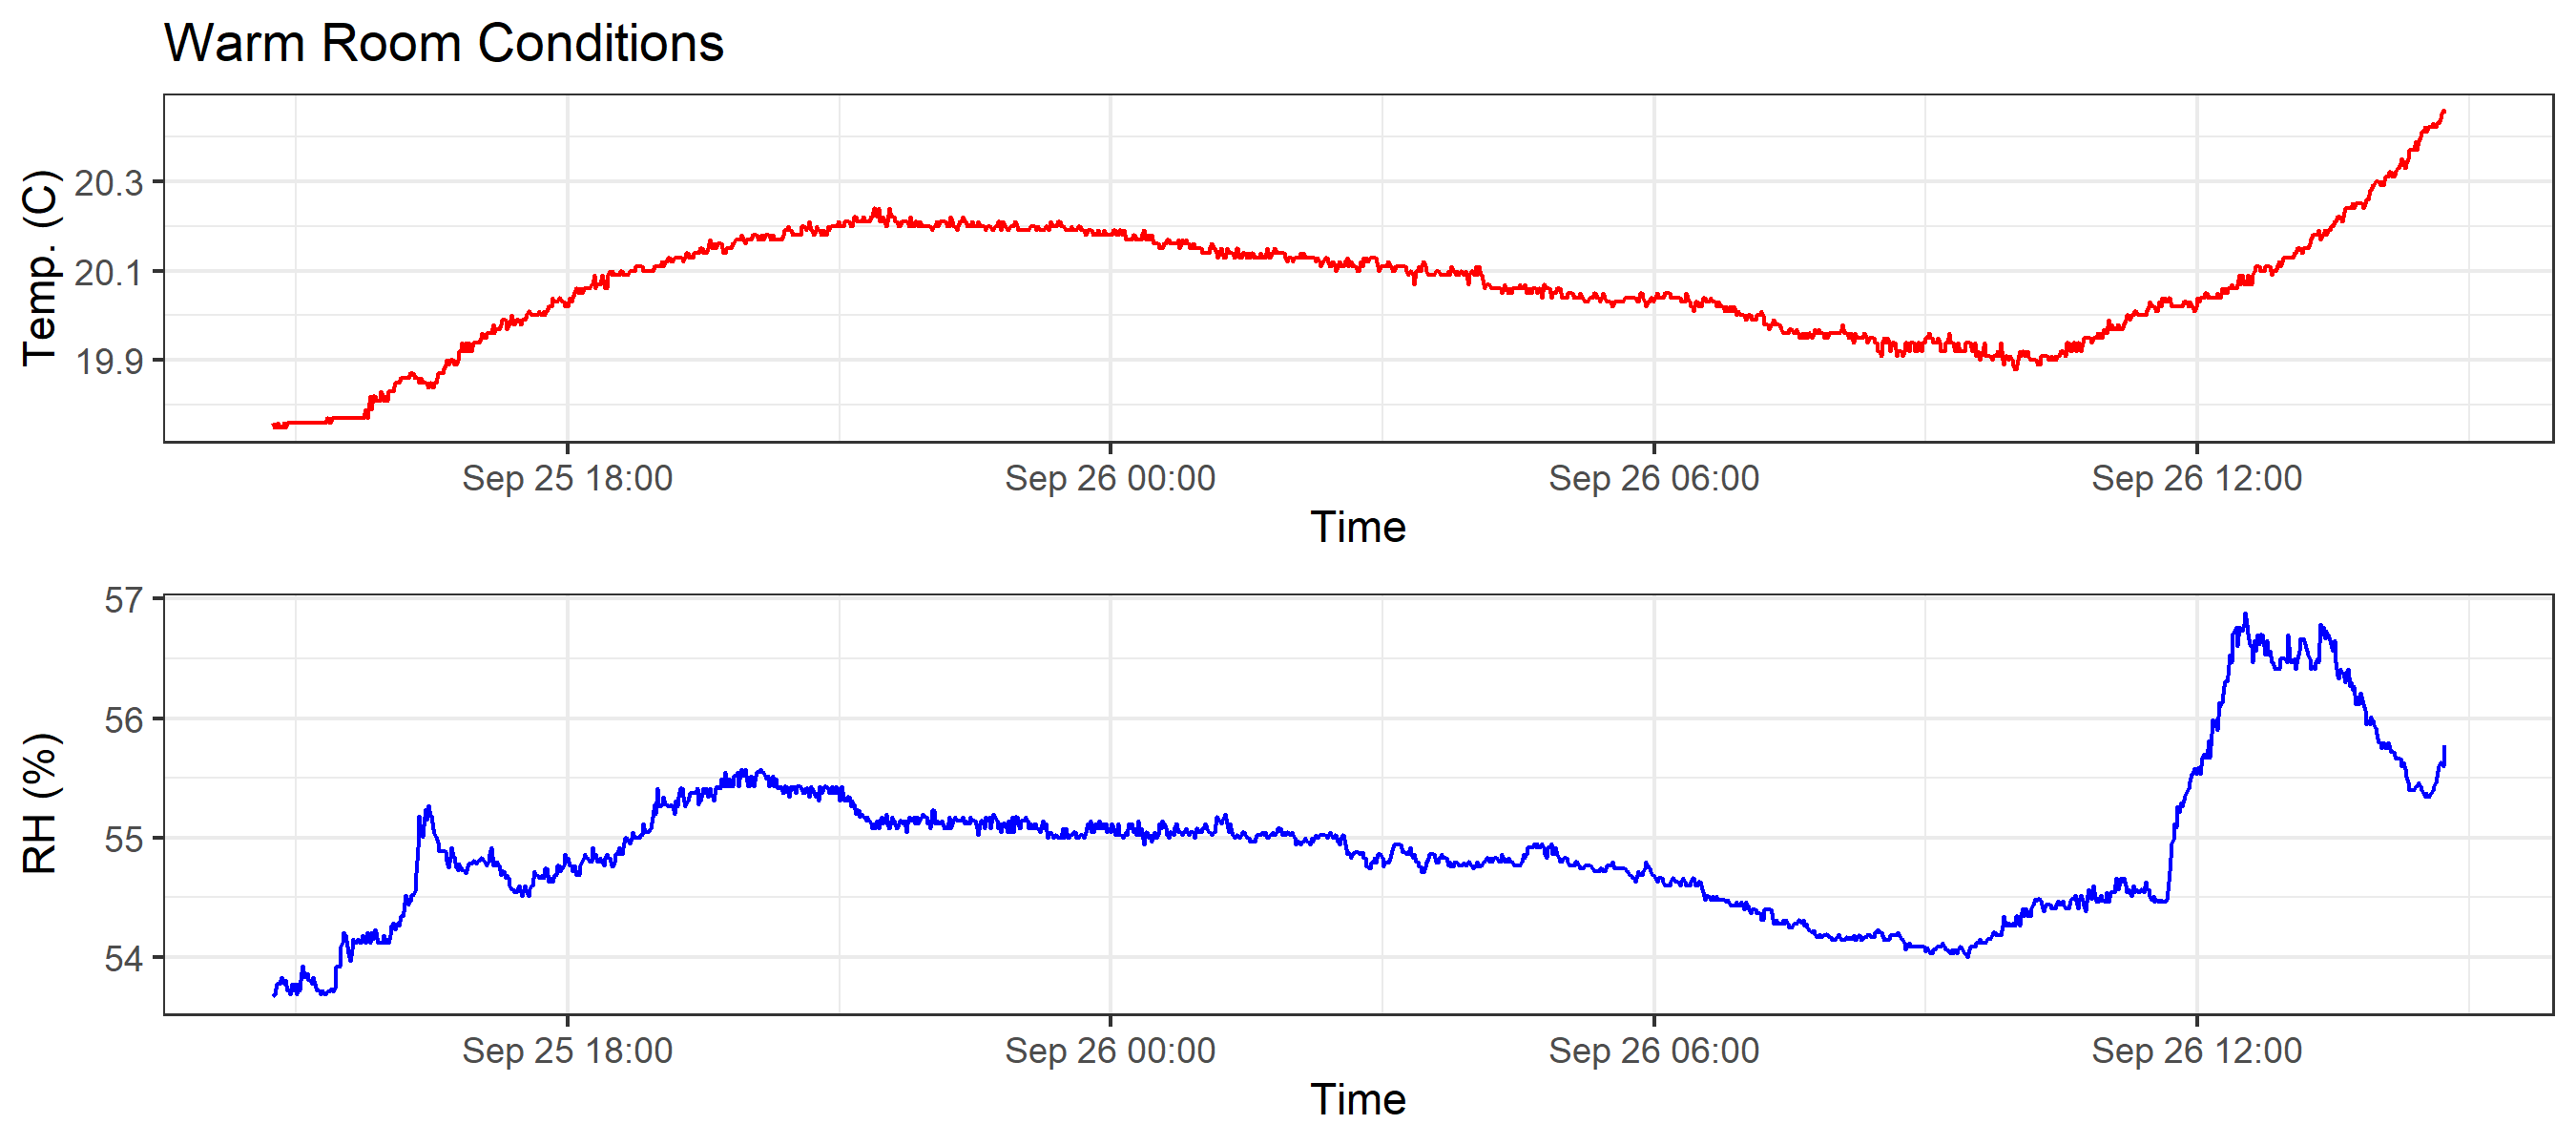 Warm Room Conditions
Temp. (C)
20.3
20.1
19.9
Sep 25 18:00 Sep 26 00:00 Sep 26 06:00 Sep 26 12:00
Time
RH (%)
57
56
55
54
Sep 25 18:00 Sep 26 00:00 Sep 26 06:00 Sep 26 12:00
Time